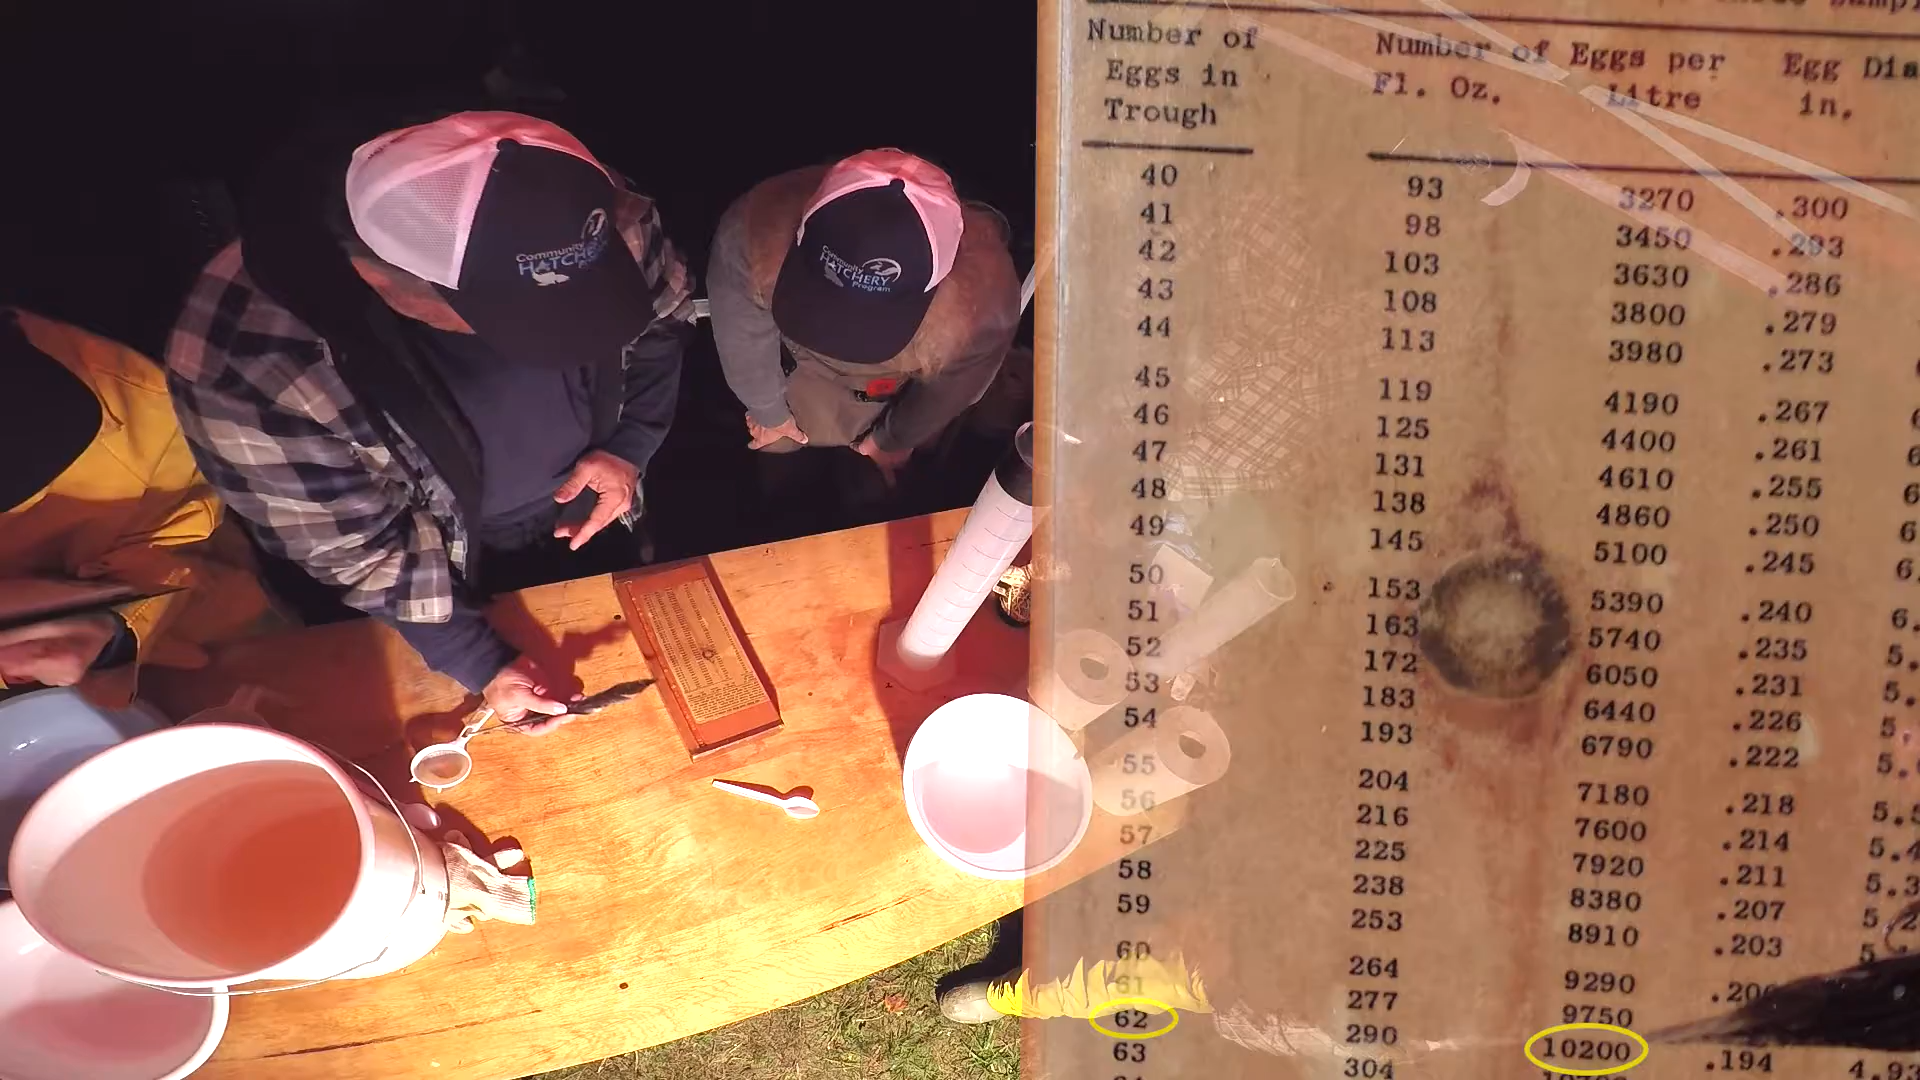 Community
HATCHERY
Program
Community
HATCHERY
Program
Number of Number of Eggs per Egg Dia
Eggs in Fl. Oz. Litre in.
Trough
40 93 3270 .300
41 98 3450 .293
42 103 3630 .286
43 108 3800 .279
44 113 3980 .273
45 119 4190 .267
46 125 4400 .261
47 131 4610 .255
48 138 4860 .250
49 145 5100 .245
50 153 5390 .240
51 163 5740 .235
52 172 6050 .231
53 183 6440 .226
54 193 6790 .222
55 204 7180 .218
56 216 7600 .214
57 225 7920 .211
58 238 8380 .207
59 253 8910 .203
60 264 9290
61 277 9750
62 290 10200 .194 4.93
63 304